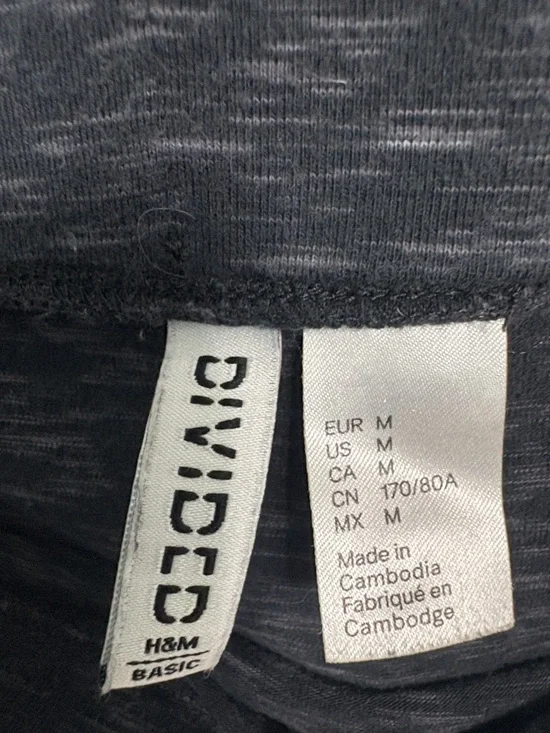 DIVIDED
H&M
BASIC
EUR M
US M
CA M
CN 170/80A
MX M
Made in
Cambodia
Fabriqué en
Cambodge